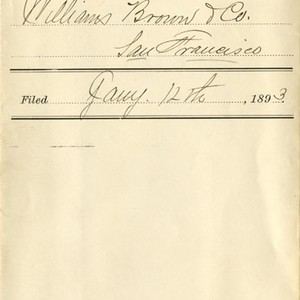 Williams Brown & Co.
San Francisco
Filed Jany. 12th, 1893.